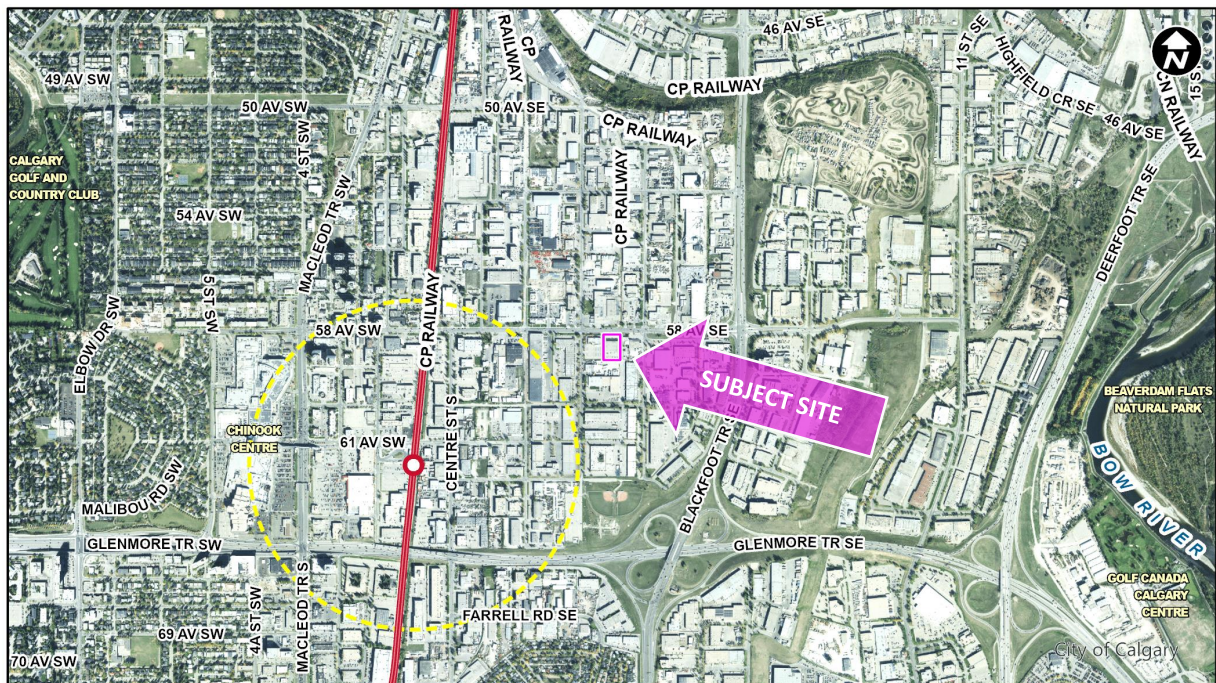 46 AV SE
11 ST SE
HIGHFIELD CR SE
N
15 S
CN RAILWAY
CP
RAILWAY
49 AV SW
50 AV SW
50 AV SE
CP RAILWAY
CP RAILWAY
46 AV SE
4 ST SW
CALGARY
GOLF AND
COUNTRY CLUB
MACLEOD TR SW
CP RAILWAY
54 AV SW
DEERFOOT TR SE
5 ST SW
CP RAILWAY
58 AV SW
58 AV SE
ELBOW DR SW
SUBJECT SITE
BEAVERDAM FLATS
NATURAL PARK
CHINOOK
CENTRE
61 AV SW
CENTRE ST S
BLACKFOOT TR SE
BOW RIVER
MALIBOU RD SW
GLENMORE TR SW
GLENMORE TR SE
GOLF CANADA
CALGARY
CENTRE
4A ST SW
MACLEOD TR S
FARRELL RD SE
69 AV SW
70 AV SW
City of Calgary